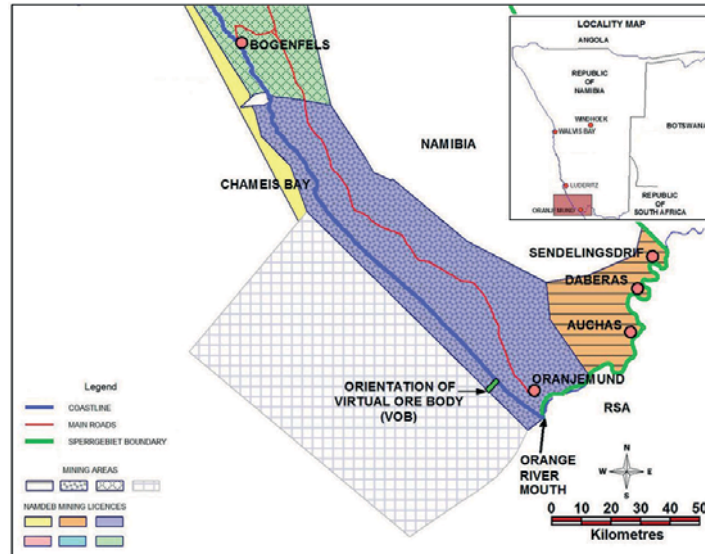 LOCALITY MAP
ANGOLA
REPUBLIC OF
NAMIBIA
WINDHOEK
BOTSWANA
WALVIS BAY
LUDERITZ
REPUBLIC OF
SOUTH AFRICA
ORANJEMUND
BOGENFELS
NAMIBIA
CHAMEIS BAY
SENDELINGSDRIF
DABERAS
AUCHAS
ORIENTATION OF
VIRTUAL ORE BODY
(VOB)
ORANJEMUND
RSA
ORANGE
RIVER
MOUTH
Legend
COASTLINE
MAIN ROADS
SPERRGEBIET BOUNDARY
MINING AREAS
NAMDEB MINING LICENCES
N
W E
S
0 10 20 30 40 50
Kilometres